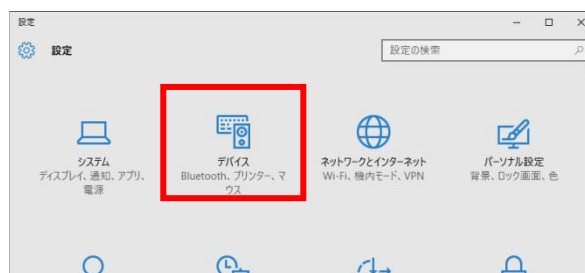 設定
設定
設定の検索
システム
ディスプレイ、通知、アプリ、
電源
デバイス
Bluetooth、プリンター、マ
ウス
ネットワークとインターネット
Wi-Fi、機内モード、VPN
パーソナル設定
背景、ロック画面、色